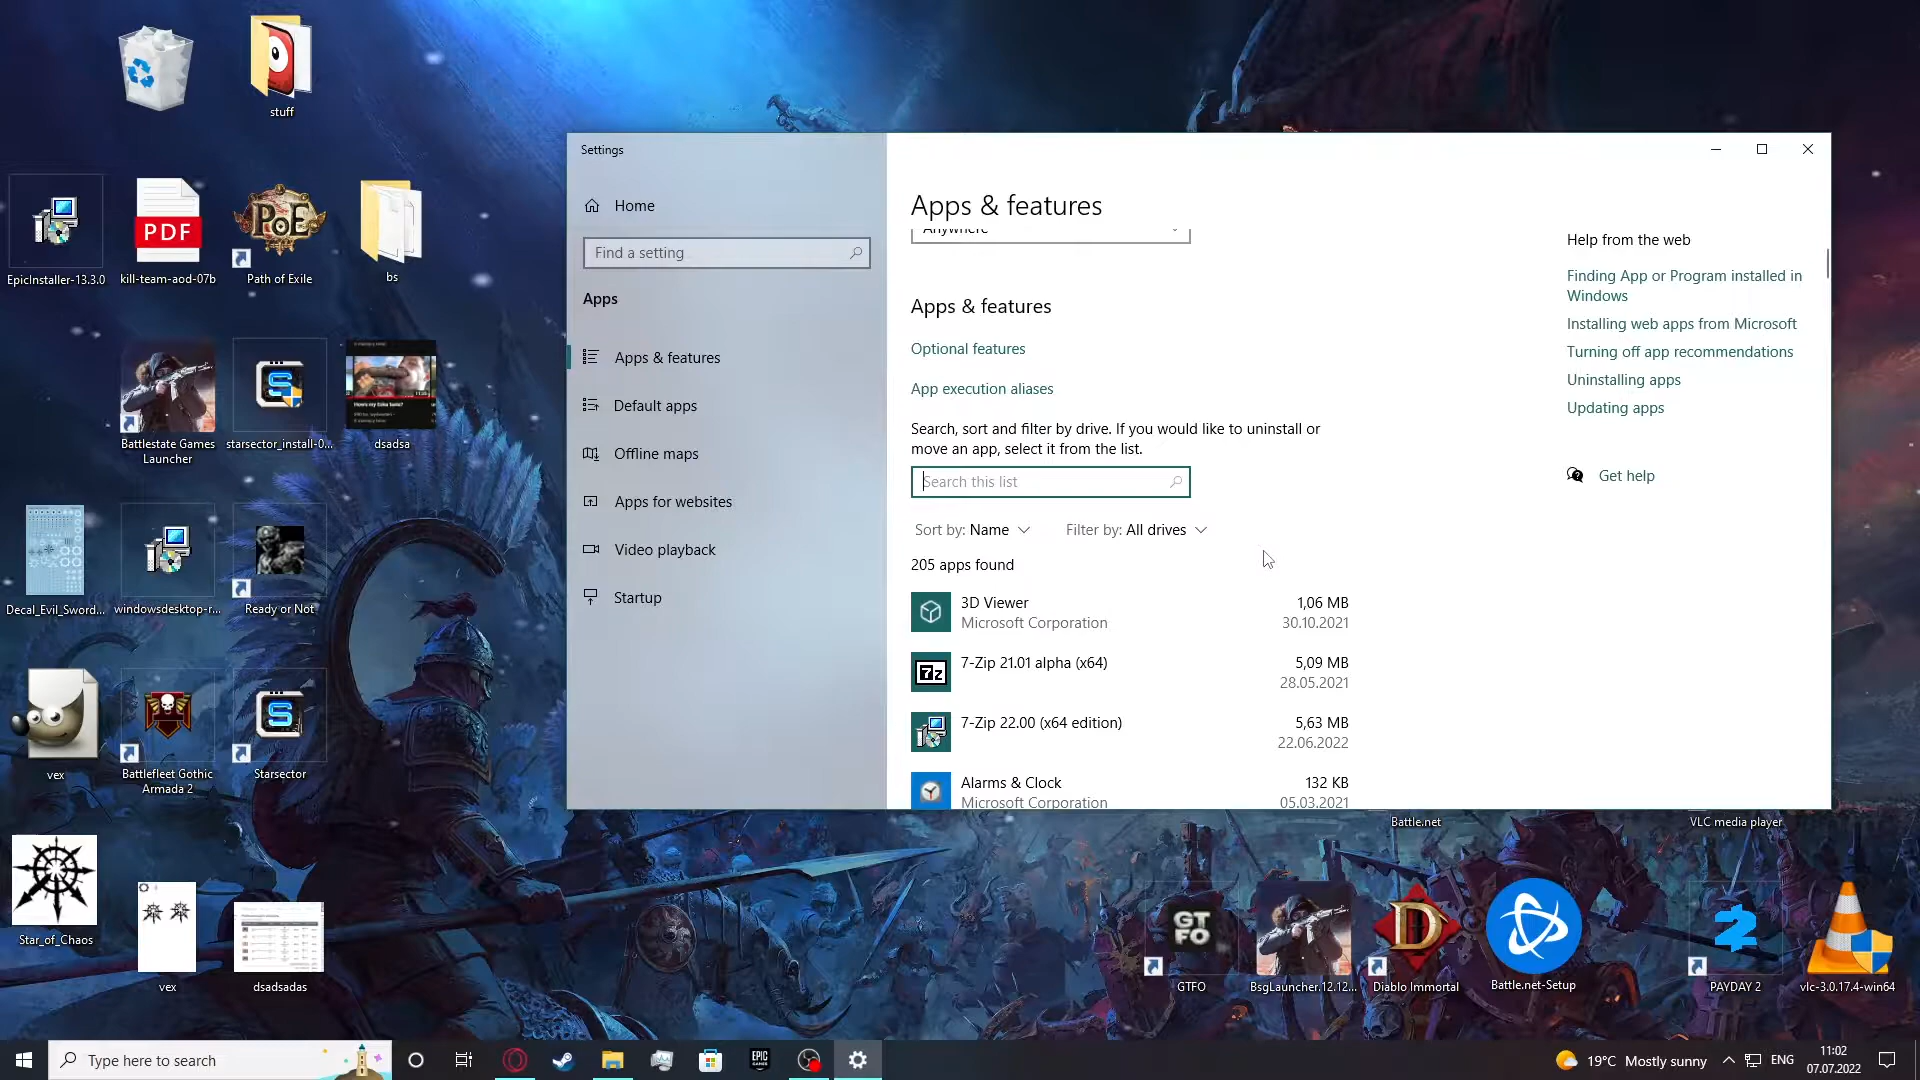 stuff
EpicInstaller-13.3.0
PDF
kill-team-aod-07b
PoE
Path of Exile
bs
Battlestate Games
Launcher
starsector_install-0...
dsadsa
Decal_Evil_Sword...
windowsdesktop-r...
Ready or Not
vex
Battlefleet Gothic
Armada 2
Starsector
Star_of_Chaos
vex
dsadsadas
Settings
Home
Find a setting
Apps
Apps & features
Default apps
Offline maps
Apps for websites
Video playback
Startup
Apps & features
Anywhere
Apps & features
Optional features
App execution aliases
Search, sort and filter by drive. If you would like to uninstall or
move an app, select it from the list.
Search this list
Sort by: Name
Filter by: All drives
205 apps found
3D Viewer
1,06 MB
Microsoft Corporation
30.10.2021
7z
7-Zip 21.01 alpha (x64)
5,09 MB
28.05.2021
7-Zip 22.00 (x64 edition)
5,63 MB
22.06.2022
Alarms & Clock
132 KB
Microsoft Corporation
05.03.2021
Help from the web
Finding App or Program installed in
Windows
Installing web apps from Microsoft
Turning off app recommendations
Uninstalling apps
Updating apps
Get help
Battle.net
VLC media player
GT
FO
GTFO
BsgLauncher.12.12...
Diablo Immortal
Battle.net-Setup
PAYDAY 2
vlc-3.0.17.4-win64
Type here to search
EPIC
GAMES
19°C Mostly sunny
ENG
11:02
07.07.2022